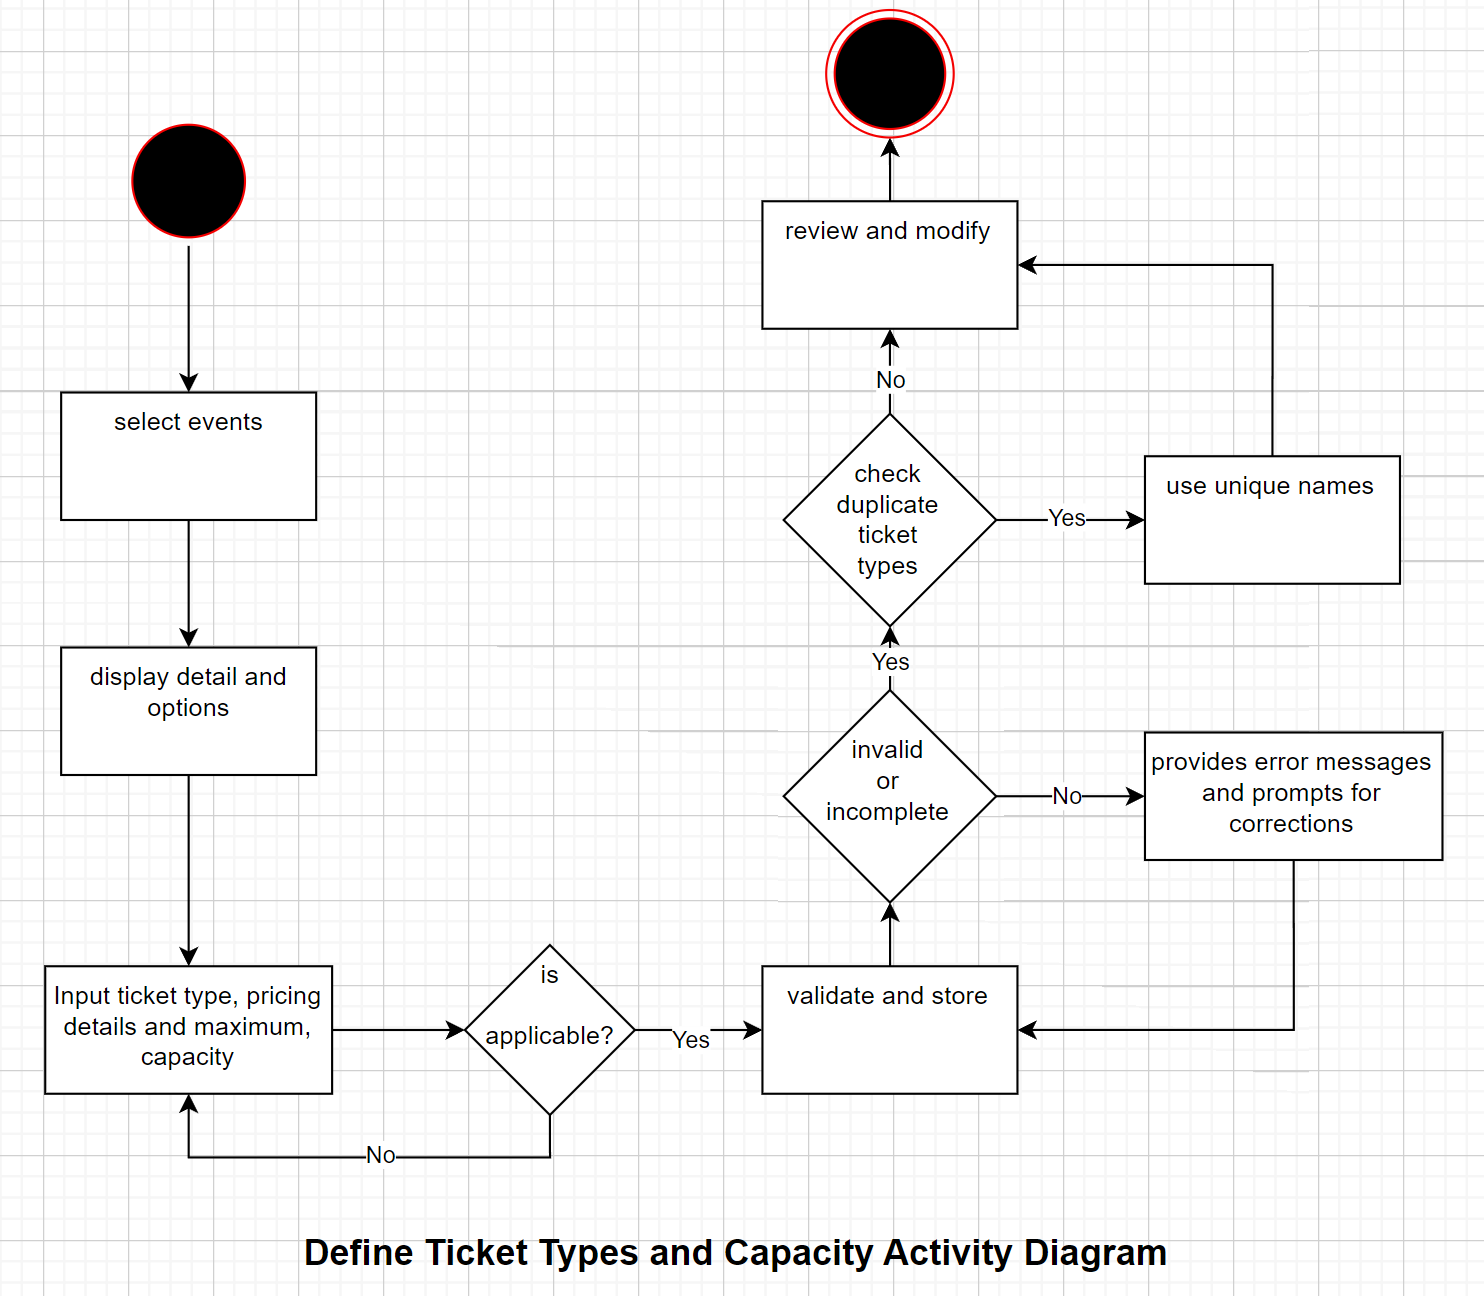 select events
display detail and
options
Input ticket type, pricing
details and maximum,
capacity
is
applicable?
No
Yes
validate and store
invalid
or
incomplete
No
provides error messages
and prompts for
corrections
Yes
check
duplicate
ticket
types
Yes
use unique names
No
review and modify
Define Ticket Types and Capacity Activity Diagram